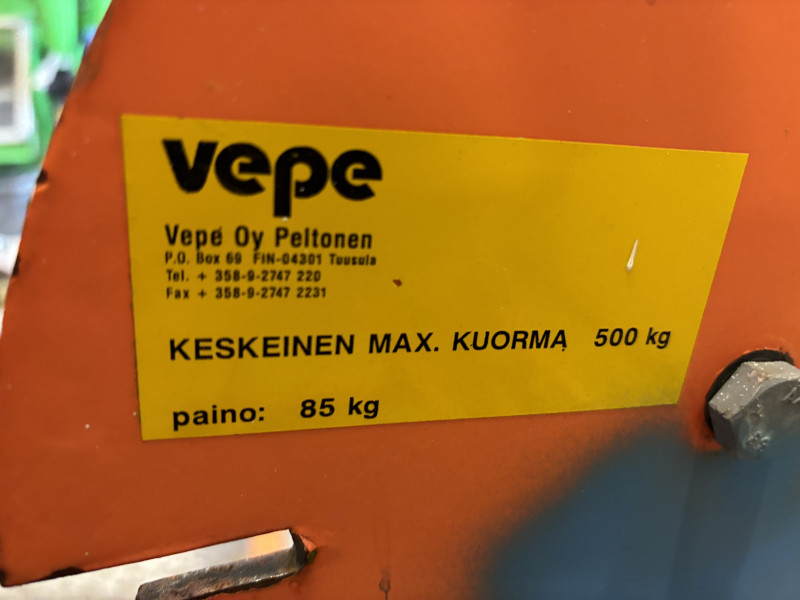 vepe
Vepe Oy Peltonen
P.O. Box 69 FIN-04301 Tuusula
Tel. + 358-9-2747 220
Fax + 358-9-2747 2231
KESKEINEN MAX. KUORMA 500 kg
paino: 85 kg